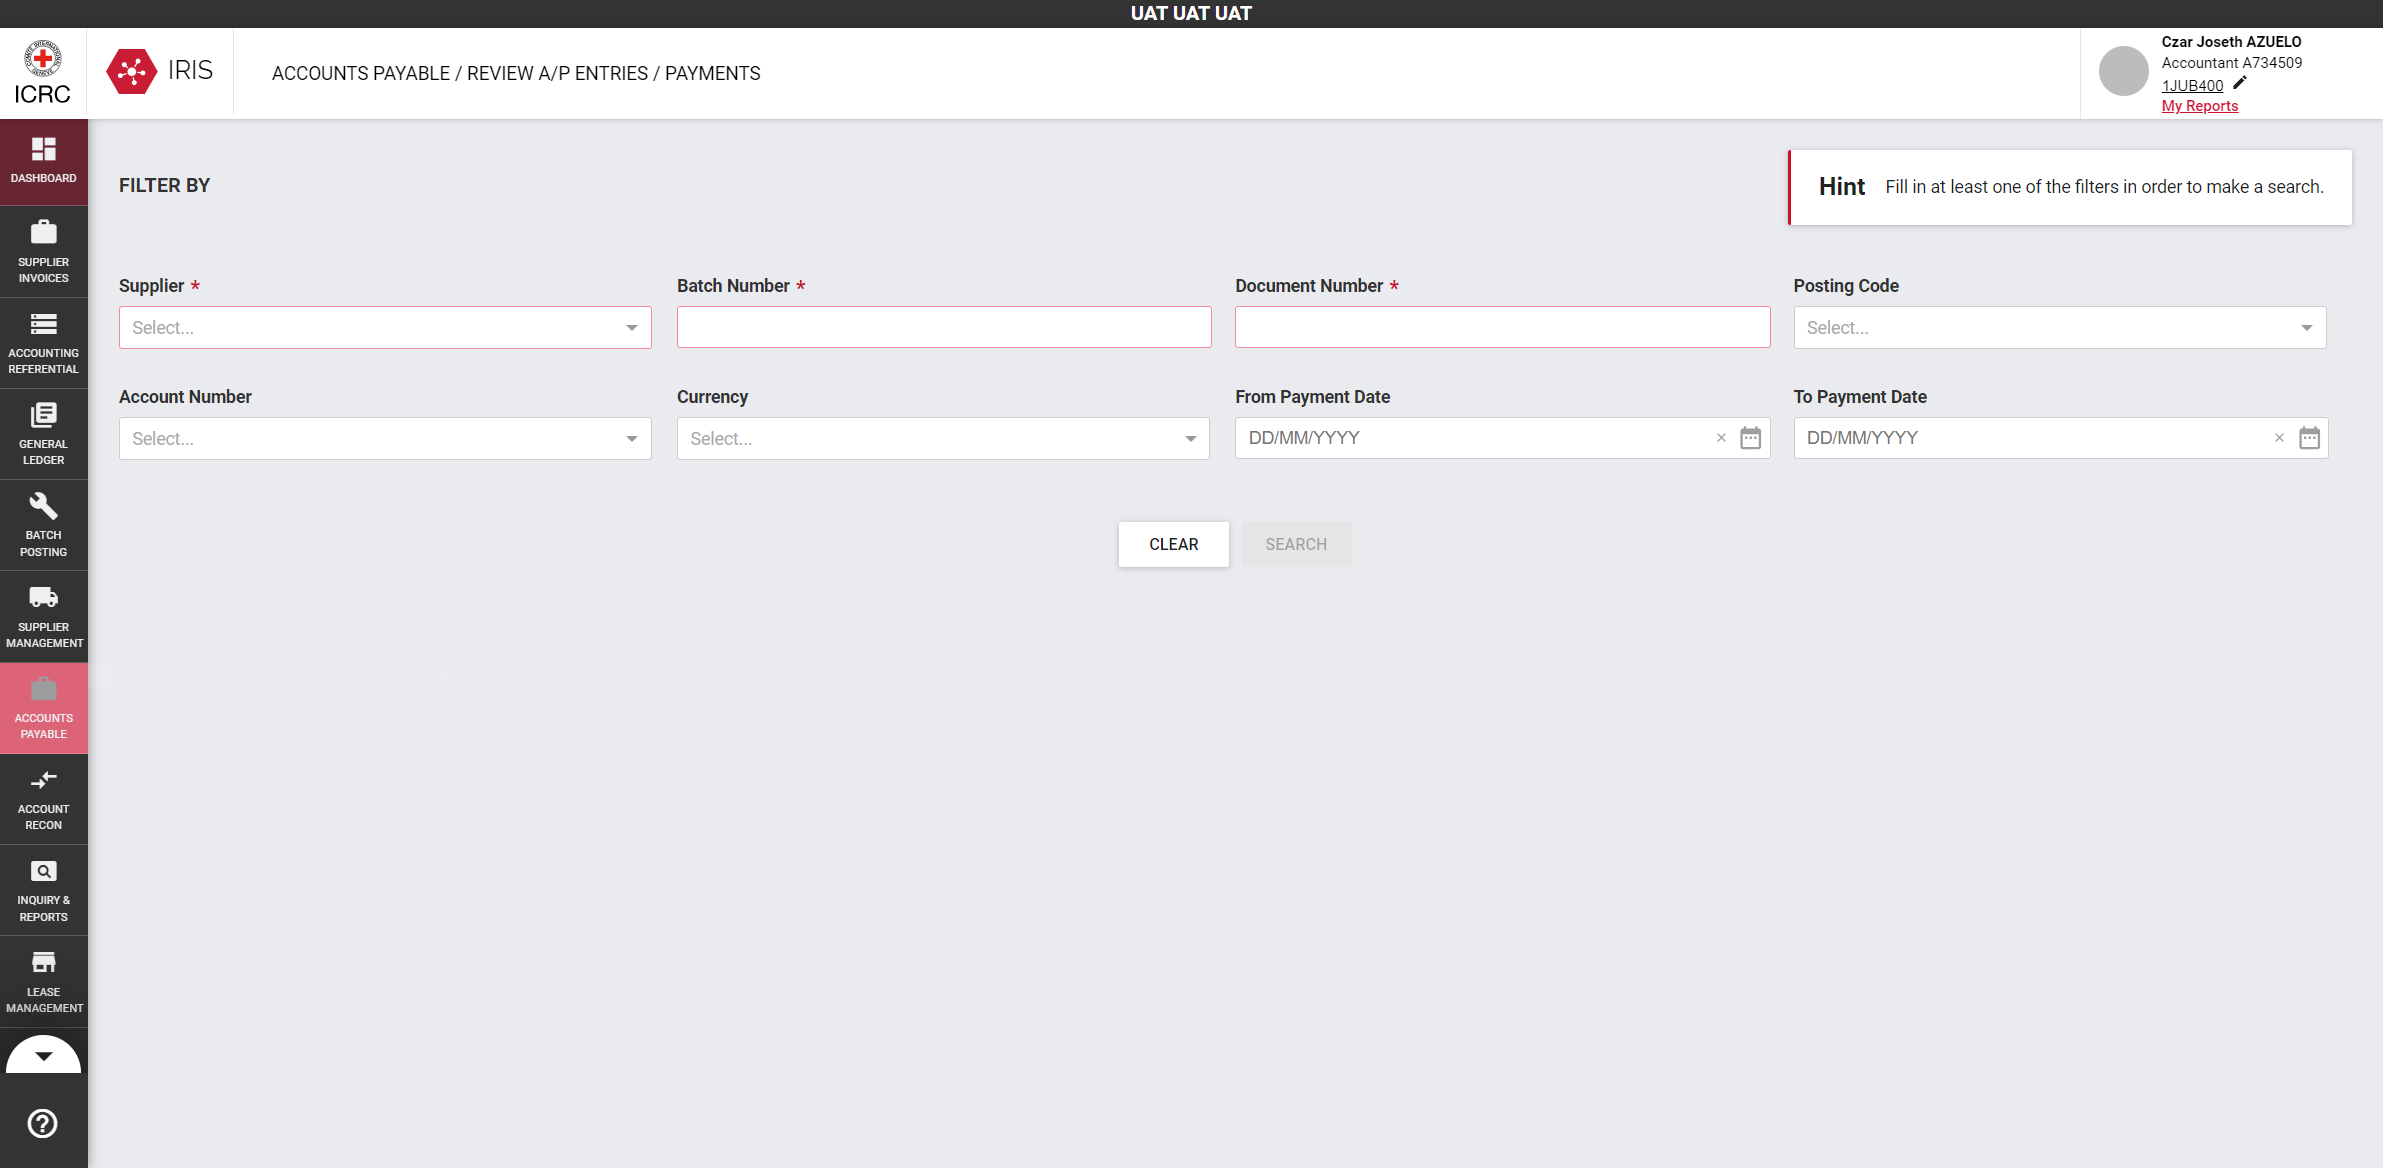 UAT UAT UAT
ICRC
IRIS
ACCOUNTS PAYABLE / REVIEW A/P ENTRIES / PAYMENTS
Czar Joseth AZUELO
Accountant A734509
1JUB400
My Reports
DASHBOARD
SUPPLIER
INVOICES
ACCOUNTING
REFERENTIAL
GENERAL
LEDGER
BATCH
POSTING
SUPPLIER
MANAGEMENT
ACCOUNTS
PAYABLE
ACCOUNT
RECON
INQUIRY &
REPORTS
LEASE
MANAGEMENT
FILTER BY
Hint Fill in at least one of the filters in order to make a search.
Supplier * Batch Number * Document Number * Posting Code
Select... Select...
Account Number Currency From Payment Date To Payment Date
Select... Select... DD/MM/YYYY × DD/MM/YYYY ×
CLEAR SEARCH